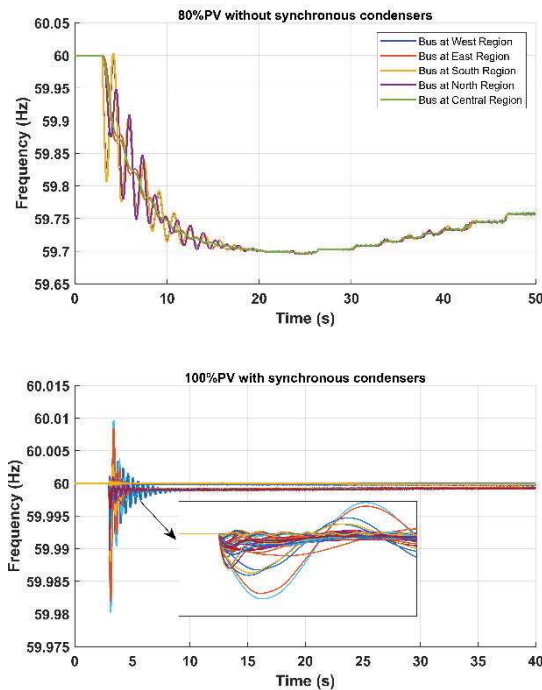 80%PV without synchronous condensers
60.05
60
59.95
59.9
59.85
59.8
59.75
59.7
59.65
Frequency (Hz)
Bus at West Region
Bus at East Region
Bus at South Region
Bus at North Region
Bus at Central Region
0 10 20 30 40 50
Time (s)
100%PV with synchronous condensers
60.015
60.01
60.005
60
59.995
59.99
59.985
59.98
59.975
Frequency (Hz)
0 5 10 15 20 25 30 35 40
Time (s)